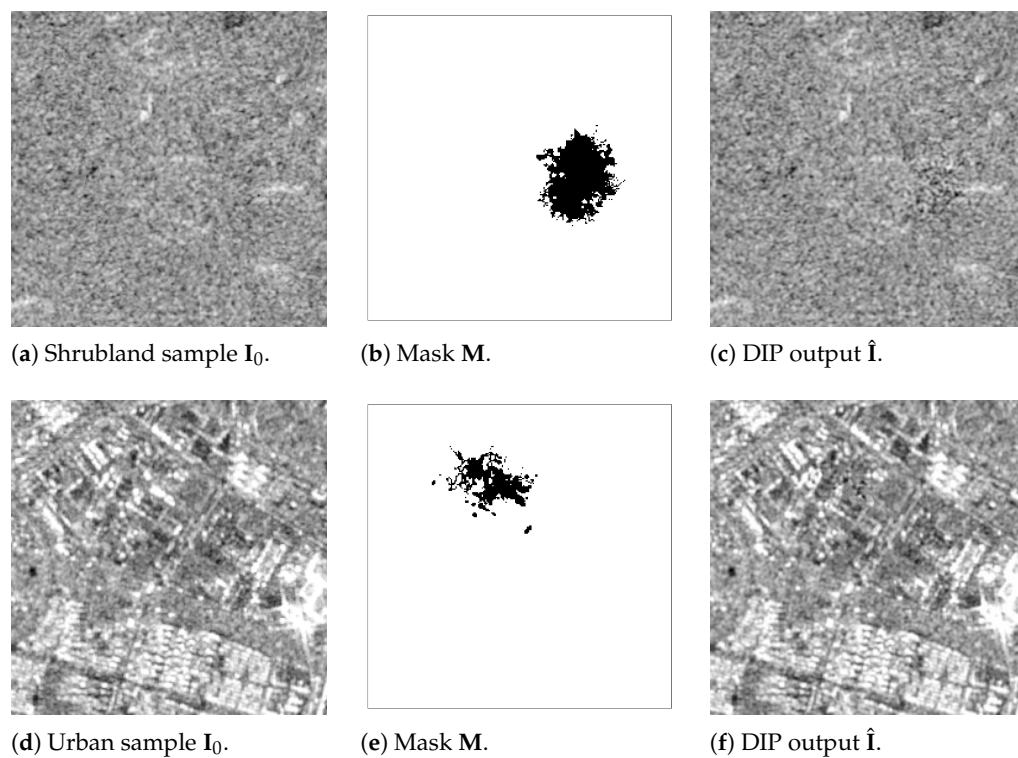 (a) Shrubland sample I₀.
(b) Mask M.
(c) DIP output Î.
(d) Urban sample I₀.
(e) Mask M.
(f) DIP output Î.